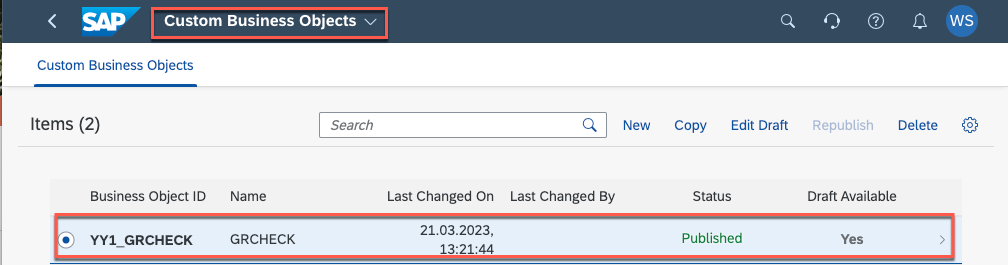 SAP Custom Business Objects WS
Custom Business Objects
Items (2) Search New Copy Edit Draft Republish Delete
Business Object ID Name Last Changed On Last Changed By Status Draft Available
YY1_GRCHECK GRCHECK 21.03.2023, Published Yes
13:21:44